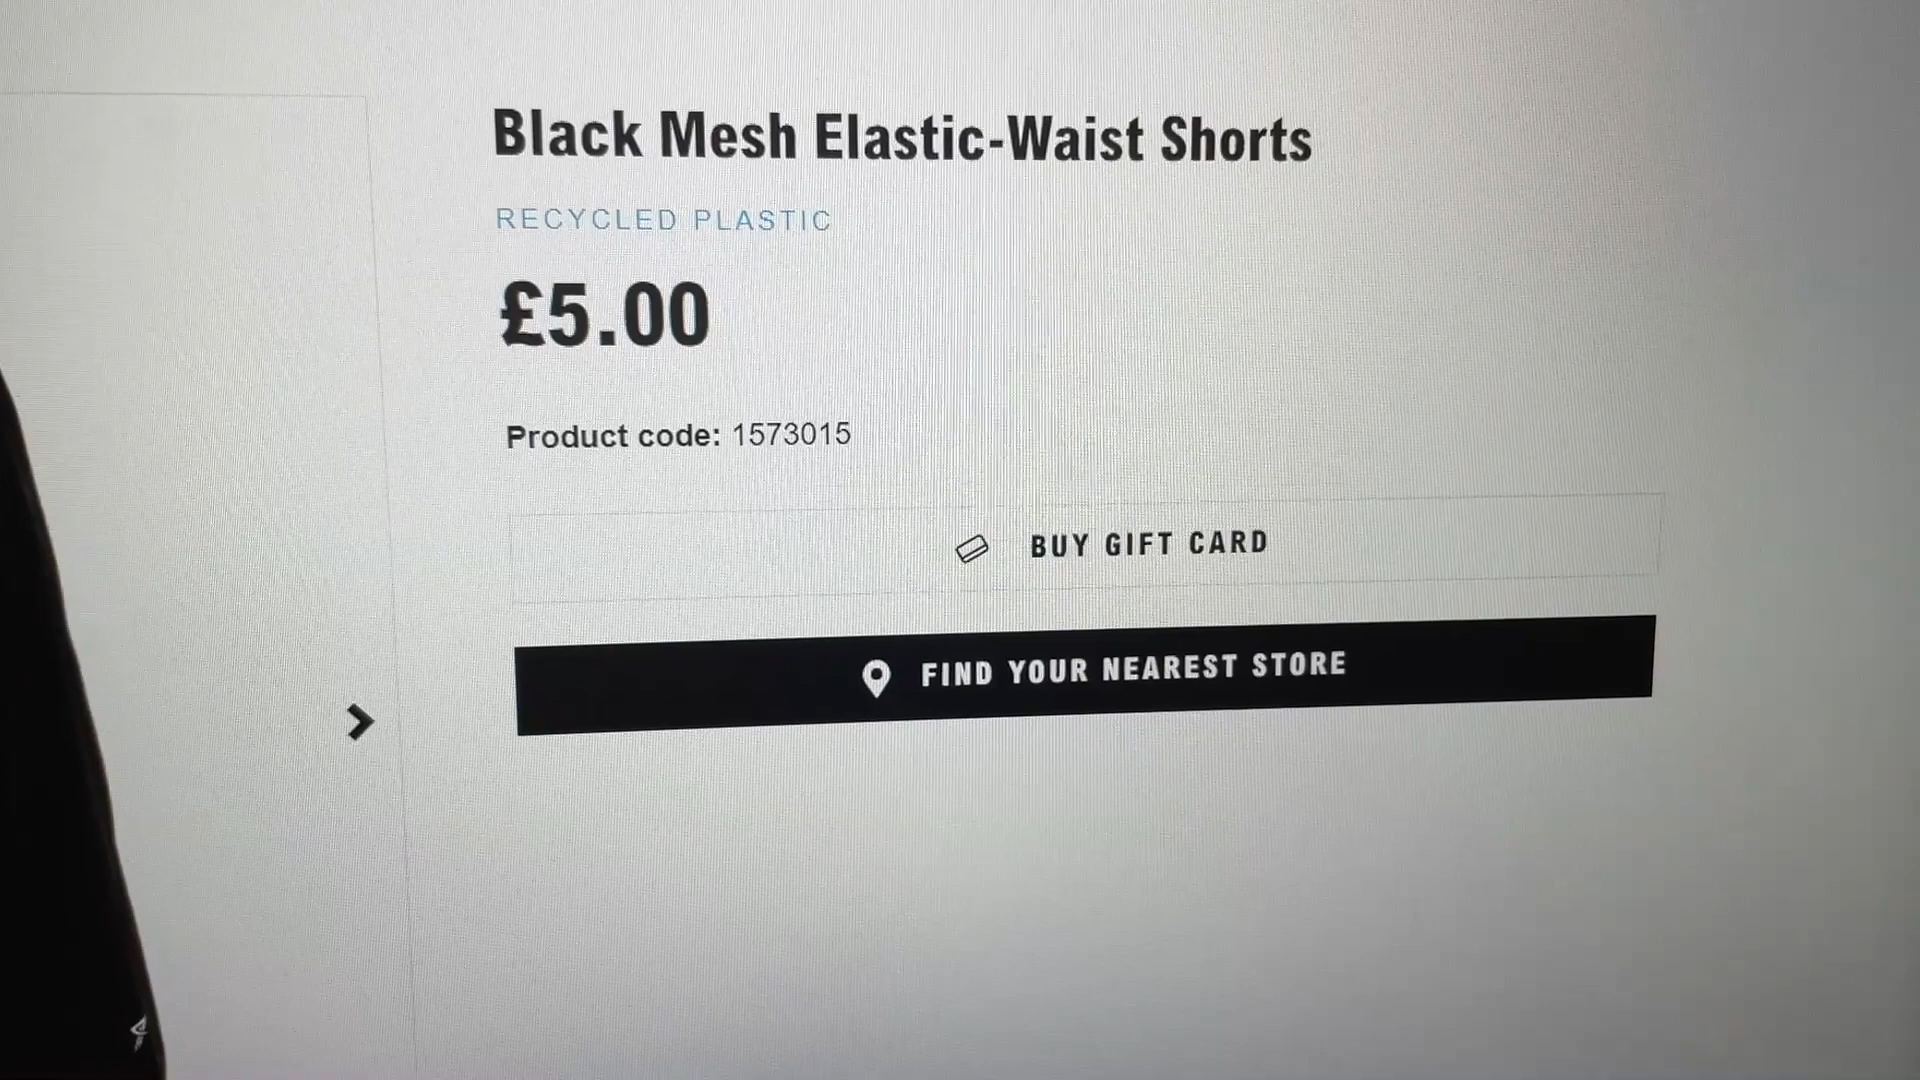 Black Mesh Elastic-Waist Shorts
RECYCLED PLASTIC
£5.00
Product code: 1573015
BUY GIFT CARD
FIND YOUR NEAREST STORE